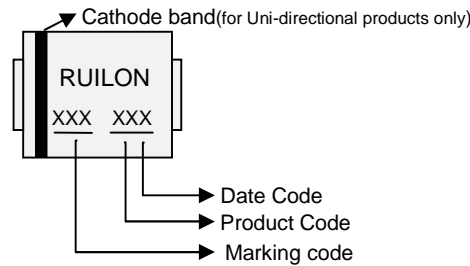 Cathode band(for Uni-directional products only)
RUILON
XXX XXX
Date Code
Product Code
Marking code